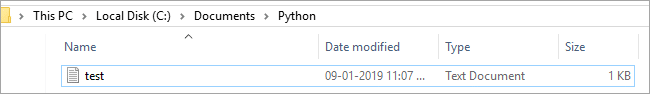 This PC > Local Disk (C:) > Documents > Python
Name Date modified Type Size
test 09-01-2019 11:07 ... Text Document 1 KB